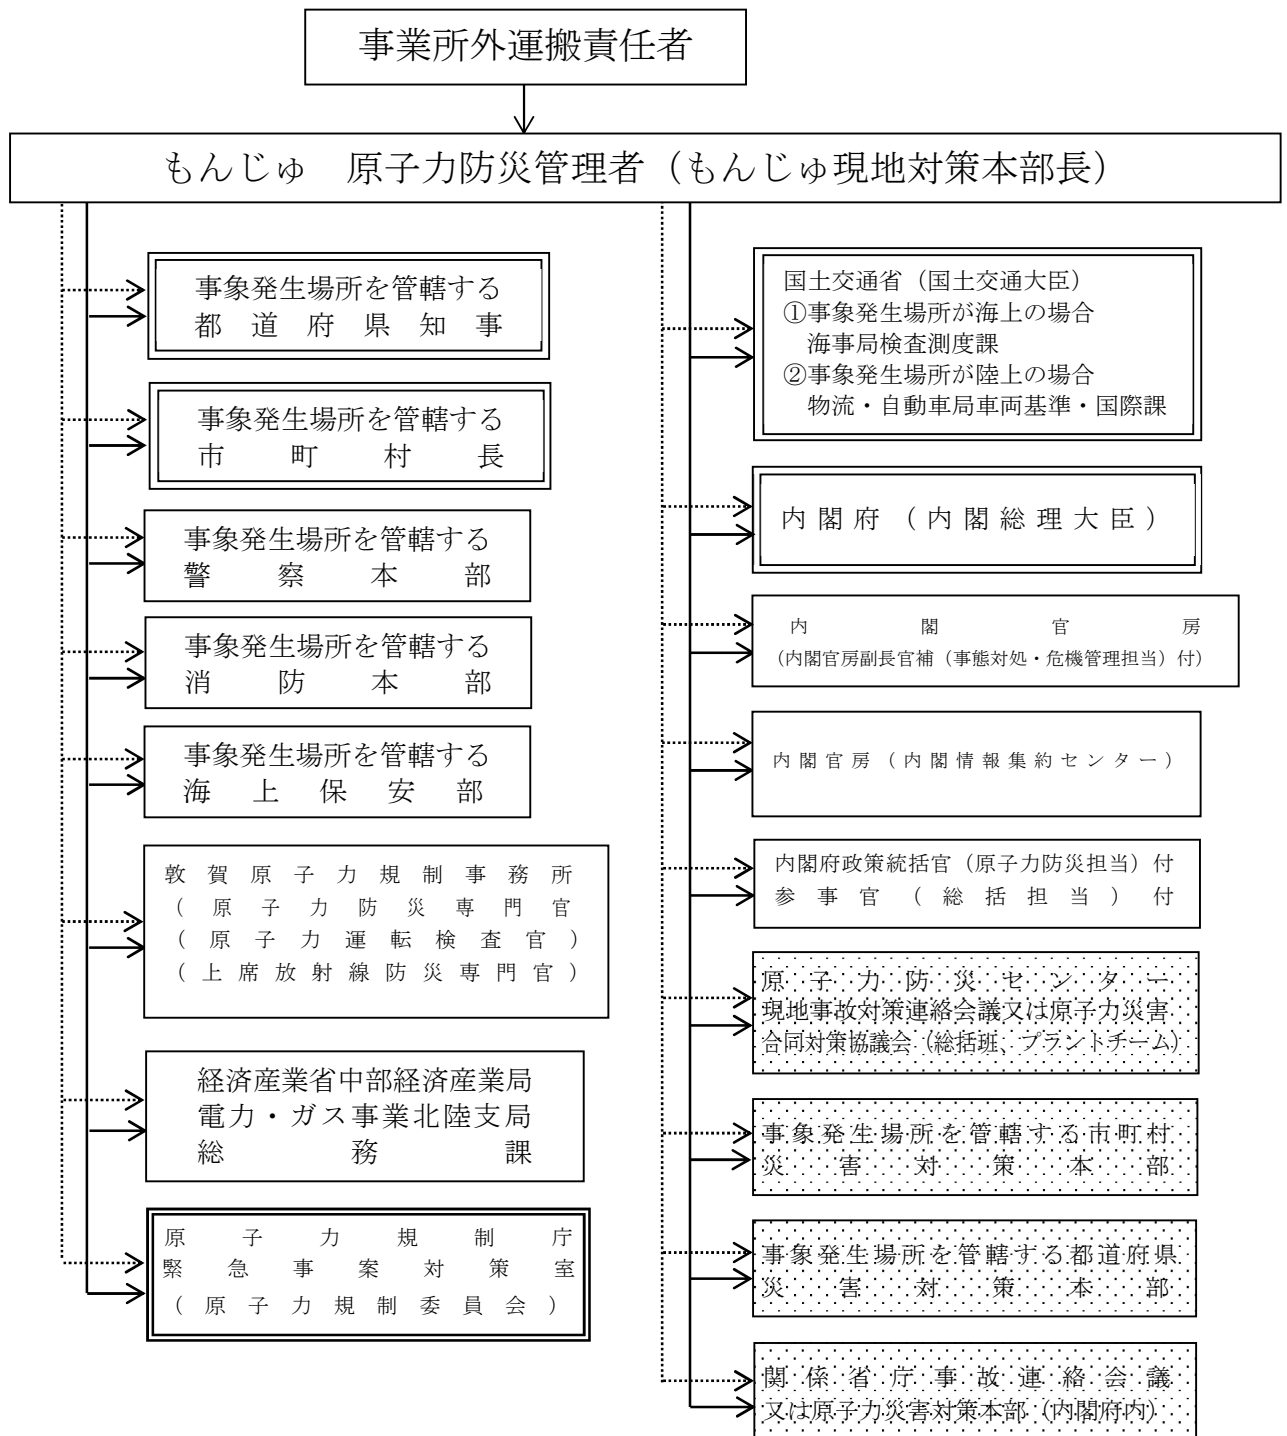 事業所外運搬責任者
もんじゅ 原子力防災管理者（もんじゅ現地対策本部長）
事象発生場所を管轄する
都道府県知事
事象発生場所を管轄する
市町村長
事象発生場所を管轄する
警察本部
事象発生場所を管轄する
消防本部
事象発生場所を管轄する
海上保安部
敦賀原子力規制事務所
(原子力防災専門官
(原子力運転検査官)
(上席放射線防災専門官)
経済産業省中部経済産業局
電力・ガス事業北陸支局
総務課
原子力規制庁
緊急事案対策室
(原子力規制委員会)
国土交通省（国土交通大臣）
①事象発生場所が海上の場合
海事局検査測度課
②事象発生場所が陸上の場合
物流・自動車局車両基準・国際課
内閣府（内閣総理大臣）
内閣官房
(内閣官房副長官補（事態対処・危機管理担当）付)
内閣官房（内閣情報集約センター）
内閣府政策統括官（原子力防災担当）付
参事官（総括担当）付
原子力防災センター
現地事故対策連絡会議又は原子力災害
合同対策協議会（総括班、プラントチーム）
事象発生場所を管轄する市町村
災害対策本部
事象発生場所を管轄する都道府県
災害対策本部
関係省庁事故連絡会議
又は原子力災害対策本部（内閣府内）